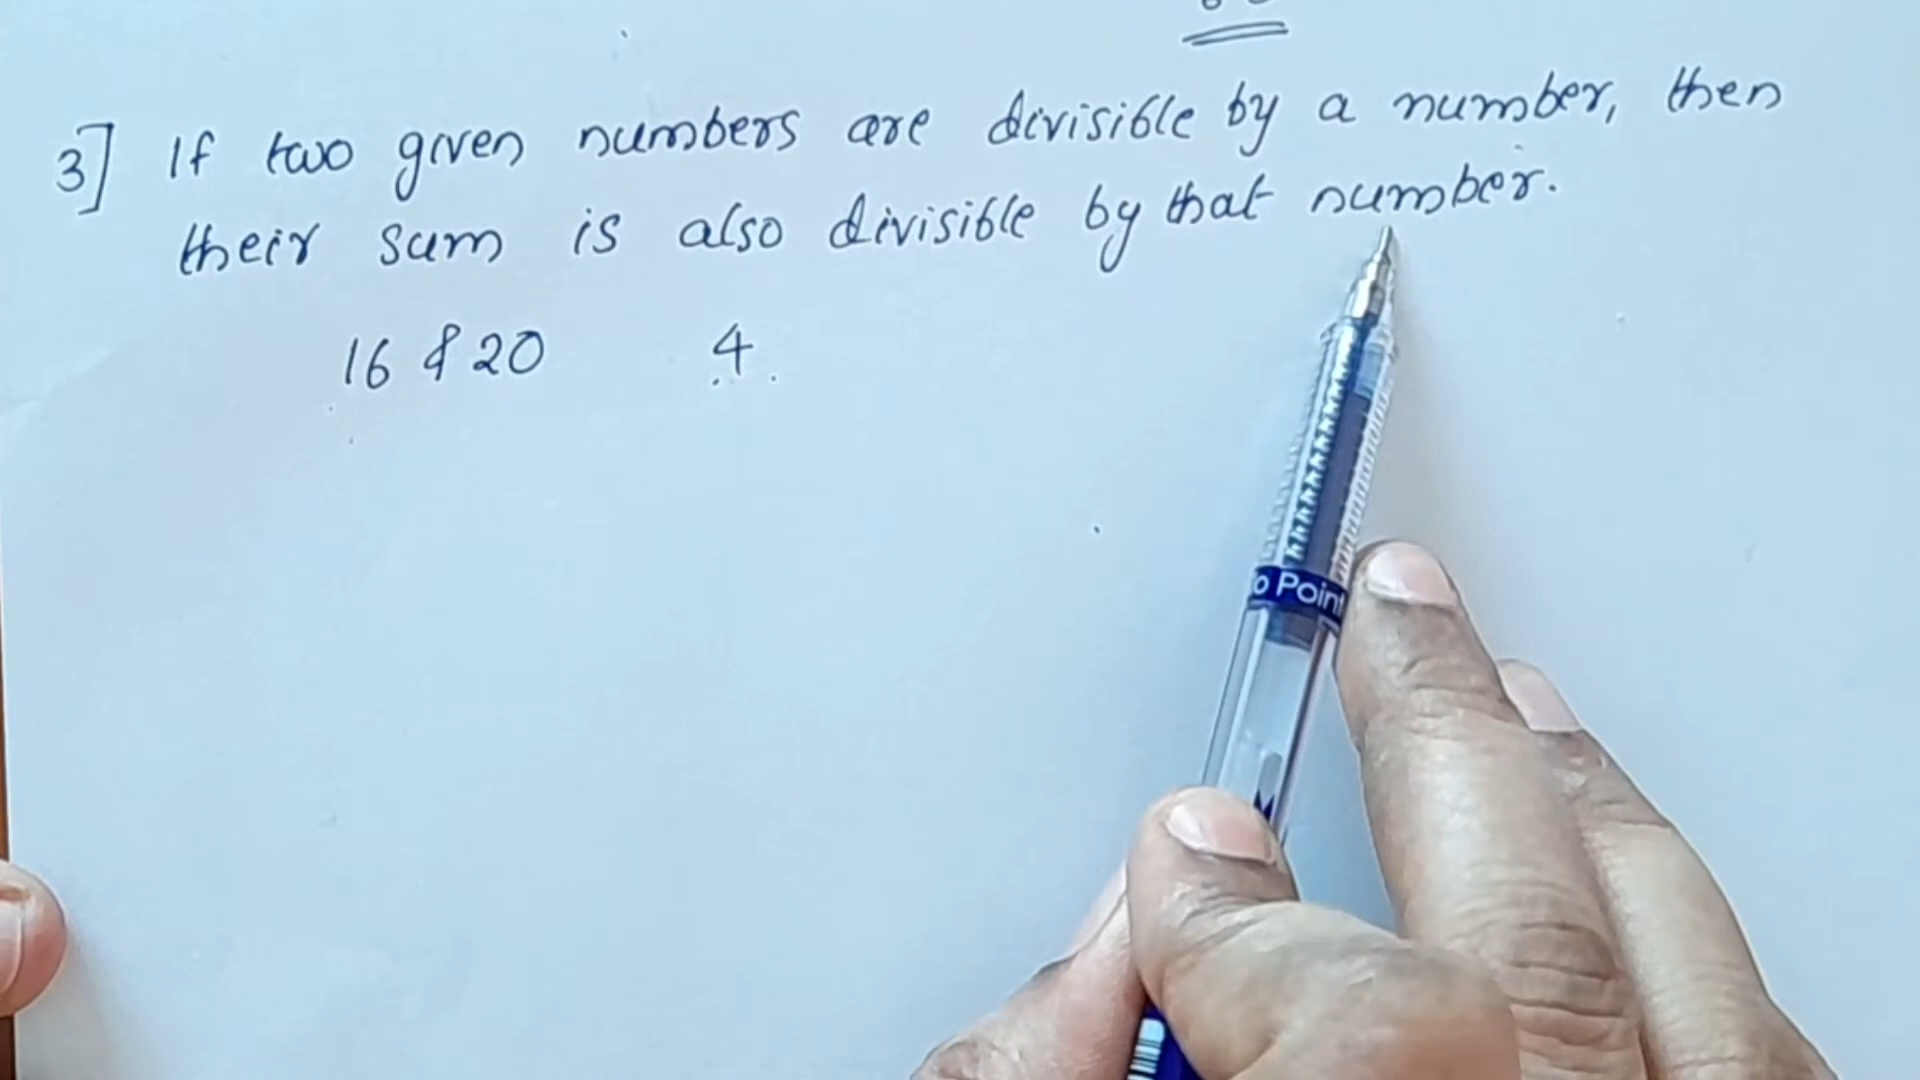 3] If two given numbers are divisible by a number, then
their sum is also divisible by that number.
16 & 20 4
o Point